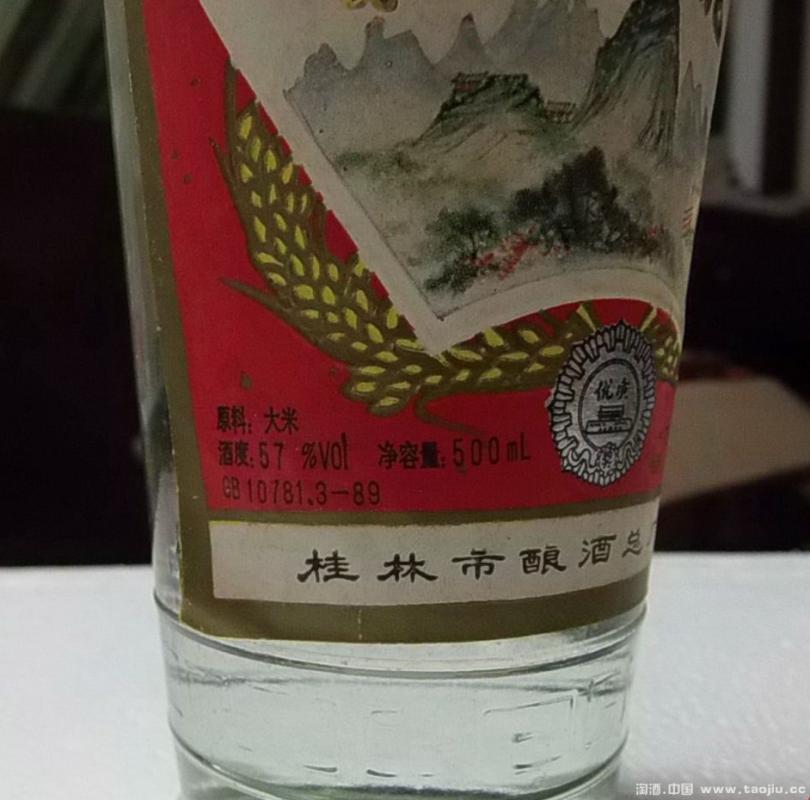 优质
奖
原料：大米
酒度：57 %Vol 净容量：500mL
GB10781.3-89
桂林市酿酒总
淘酒.中国 www.taojiu.cc